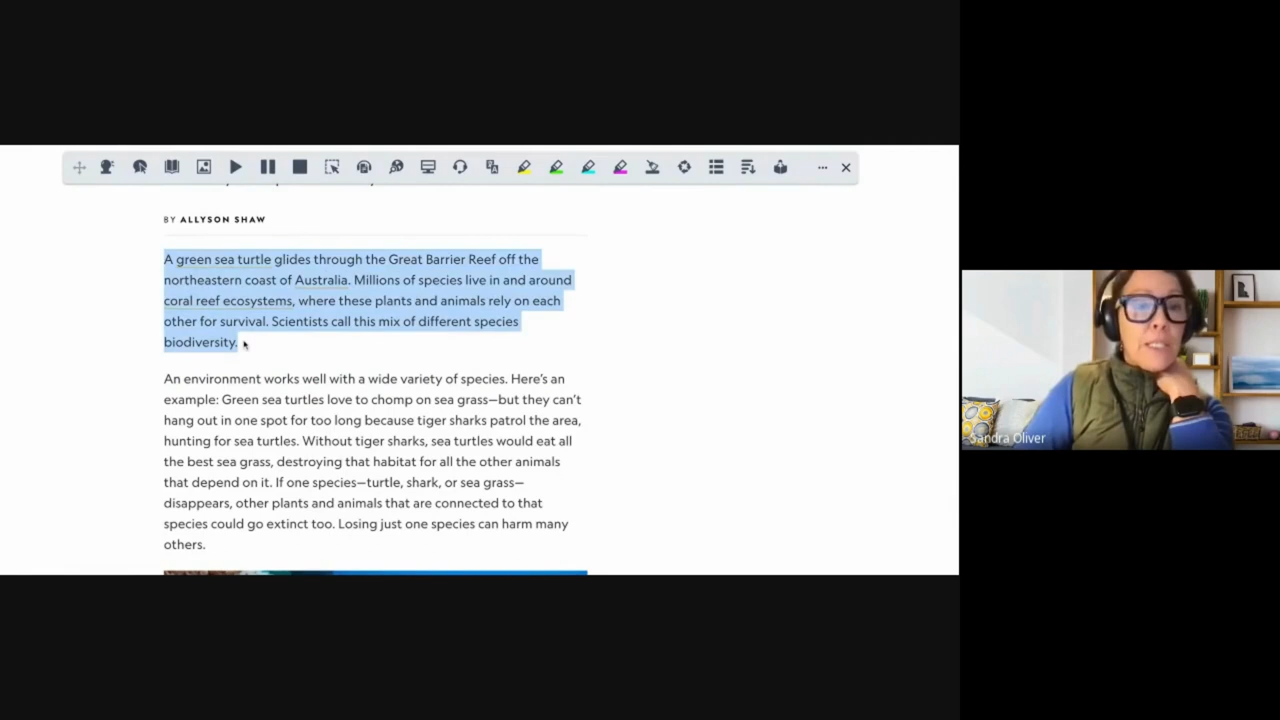 BY ALLYSON SHAW
A green sea turtle glides through the Great Barrier Reef off the
northeastern coast of Australia. Millions of species live in and around
coral reef ecosystems, where these plants and animals rely on each
other for survival. Scientists call this mix of different species
biodiversity.
An environment works well with a wide variety of species. Here’s an
example: Green sea turtles love to chomp on sea grass—but they can’t
hang out in one spot for too long because tiger sharks patrol the area,
hunting for sea turtles. Without tiger sharks, sea turtles would eat all
the best sea grass, destroying that habitat for all the other animals
that depend on it. If one species—turtle, shark, or sea grass—
disappears, other plants and animals that are connected to that
species could go extinct too. Losing just one species can harm many
others.
Sandra Oliver